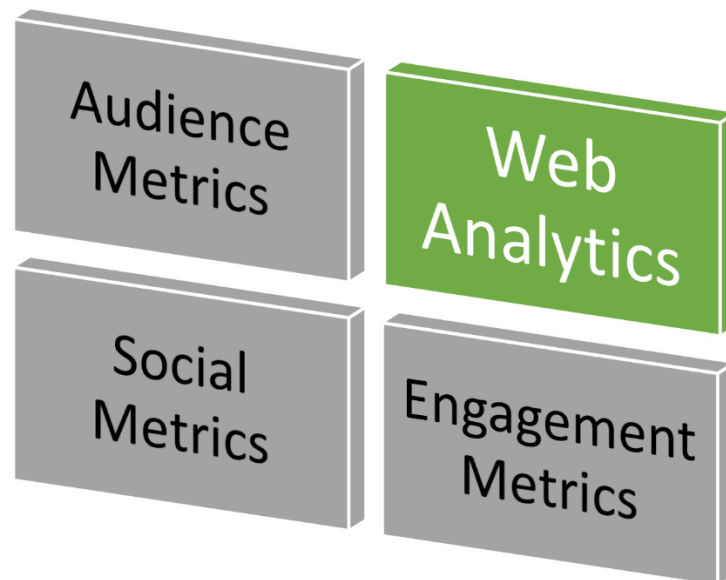 Audience
Metrics
Web
Analytics
Social
Metrics
Engagement
Metrics